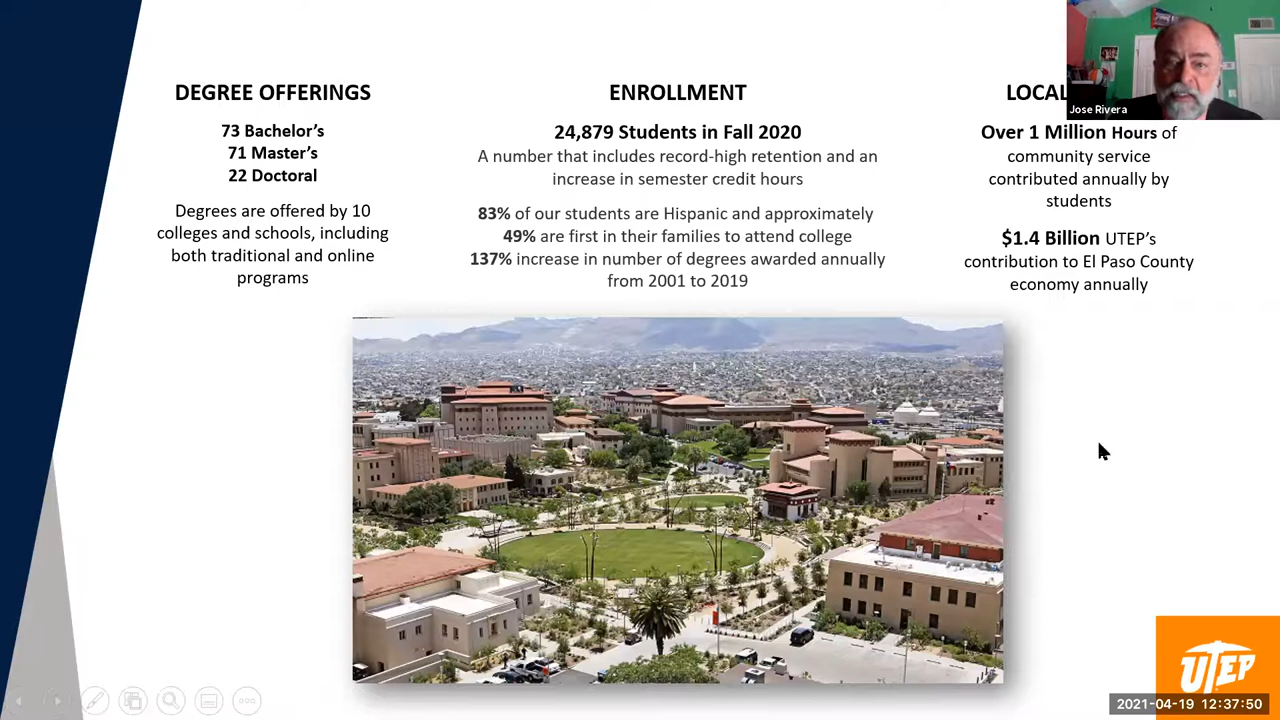 DEGREE OFFERINGS
73 Bachelor's
71 Master's
22 Doctoral
Degrees are offered by 10
colleges and schools, including
both traditional and online
programs
ENROLLMENT
24,879 Students in Fall 2020
A number that includes record-high retention and an
increase in semester credit hours
83% of our students are Hispanic and approximately
49% are first in their families to attend college
137% increase in number of degrees awarded annually
from 2001 to 2019
LOCAL
Over 1 Million Hours of
community service
contributed annually by
students
$1.4 Billion UTEP's
contribution to El Paso County
economy annually
Jose Rivera
UTEP
2021-04-19 12:37:50